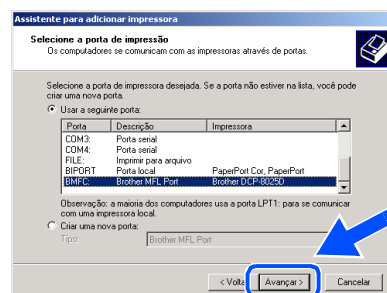 Assistente para adicionar impressora
Selecione a porta de impressão
Os computadores se comunicam com as impressoras através de portas.
Selecione a porta de impressora desejada. Se a porta não estiver na lista, você pode
criar uma nova porta.
Usar a seguinte porta:
Porta Descrição Impressora
COM3: Porta serial
COM4: Porta serial
FILE: Imprimir para arquivo
BIPORT Porta local PaperPort Cor, PaperPort
BMFC: Brother MFL Port Brother DCP-8025D
Observação: a maioria dos computadores usa a porta LPT1: para se comunicar
com uma impressora local.
Criar uma nova porta:
Tipo: Brother MFL Port
< Volta Avançar > Cancelar